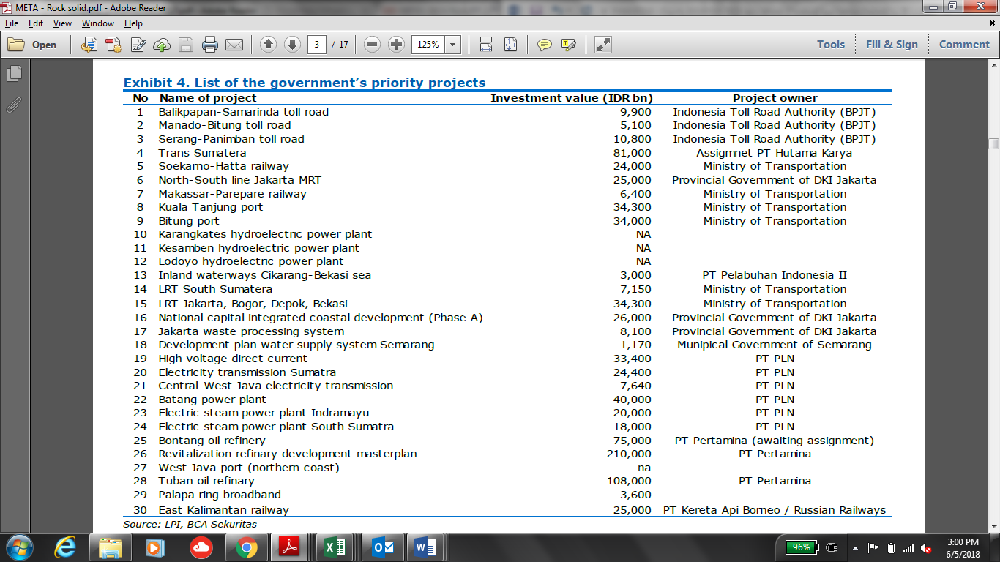 META - Rock solid.pdf - Adobe Reader
File Edit View Window Help
Open 3 / 17 125% Tools Fill & Sign Comment
Exhibit 4. List of the government's priority projects
No Name of project Investment value (IDR bn) Project owner
1 Balikpapan-Samarinda toll road 9,900 Indonesia Toll Road Authority (BPJT)
2 Manado-Bitung toll road 5,100 Indonesia Toll Road Authority (BPJT)
3 Serang-Panimban toll road 10,800 Indonesia Toll Road Authority (BPJT)
4 Trans Sumatera 81,000 Assigmnet PT Hutama Karya
5 Soekarno-Hatta railway 24,000 Ministry of Transportation
6 North-South line Jakarta MRT 25,000 Provincial Government of DKI Jakarta
7 Makassar-Parepare railway 6,400 Ministry of Transportation
8 Kuala Tanjung port 34,300 Ministry of Transportation
9 Bitung port 34,000 Ministry of Transportation
10 Karangkates hydroelectric power plant NA
11 Kesamben hydroelectric power plant NA
12 Lodoyo hydroelectric power plant NA
13 Inland waterways Cikarang-Bekasi sea 3,000 PT Pelabuhan Indonesia II
14 LRT South Sumatera 7,150 Ministry of Transportation
15 LRT Jakarta, Bogor, Depok, Bekasi 34,300 Ministry of Transportation
16 National capital integrated coastal development (Phase A) 26,000 Provincial Government of DKI Jakarta
17 Jakarta waste processing system 8,100 Provincial Government of DKI Jakarta
18 Development plan water supply system Semarang 1,170 Munipical Government of Semarang
19 High voltage direct current 33,400 PT PLN
20 Electricity transmission Sumatra 24,400 PT PLN
21 Central-West Java electricity transmission 7,640 PT PLN
22 Batang power plant 40,000 PT PLN
23 Electric steam power plant Indramayu 20,000 PT PLN
24 Electric steam power plant South Sumatra 18,000 PT PLN
25 Bontang oil refinery 75,000 PT Pertamina (awaiting assignment)
26 Revitalization refinary development masterplan 210,000 PT Pertamina
27 West Java port (northern coast) na
28 Tuban oil refinary 108,000 PT Pertamina
29 Palapa ring broadband 3,600
30 East Kalimantan railway 25,000 PT Kereta Api Borneo / Russian Railways
Source: LPI, BCA Sekuritas
96% 3:00 PM
6/5/2018